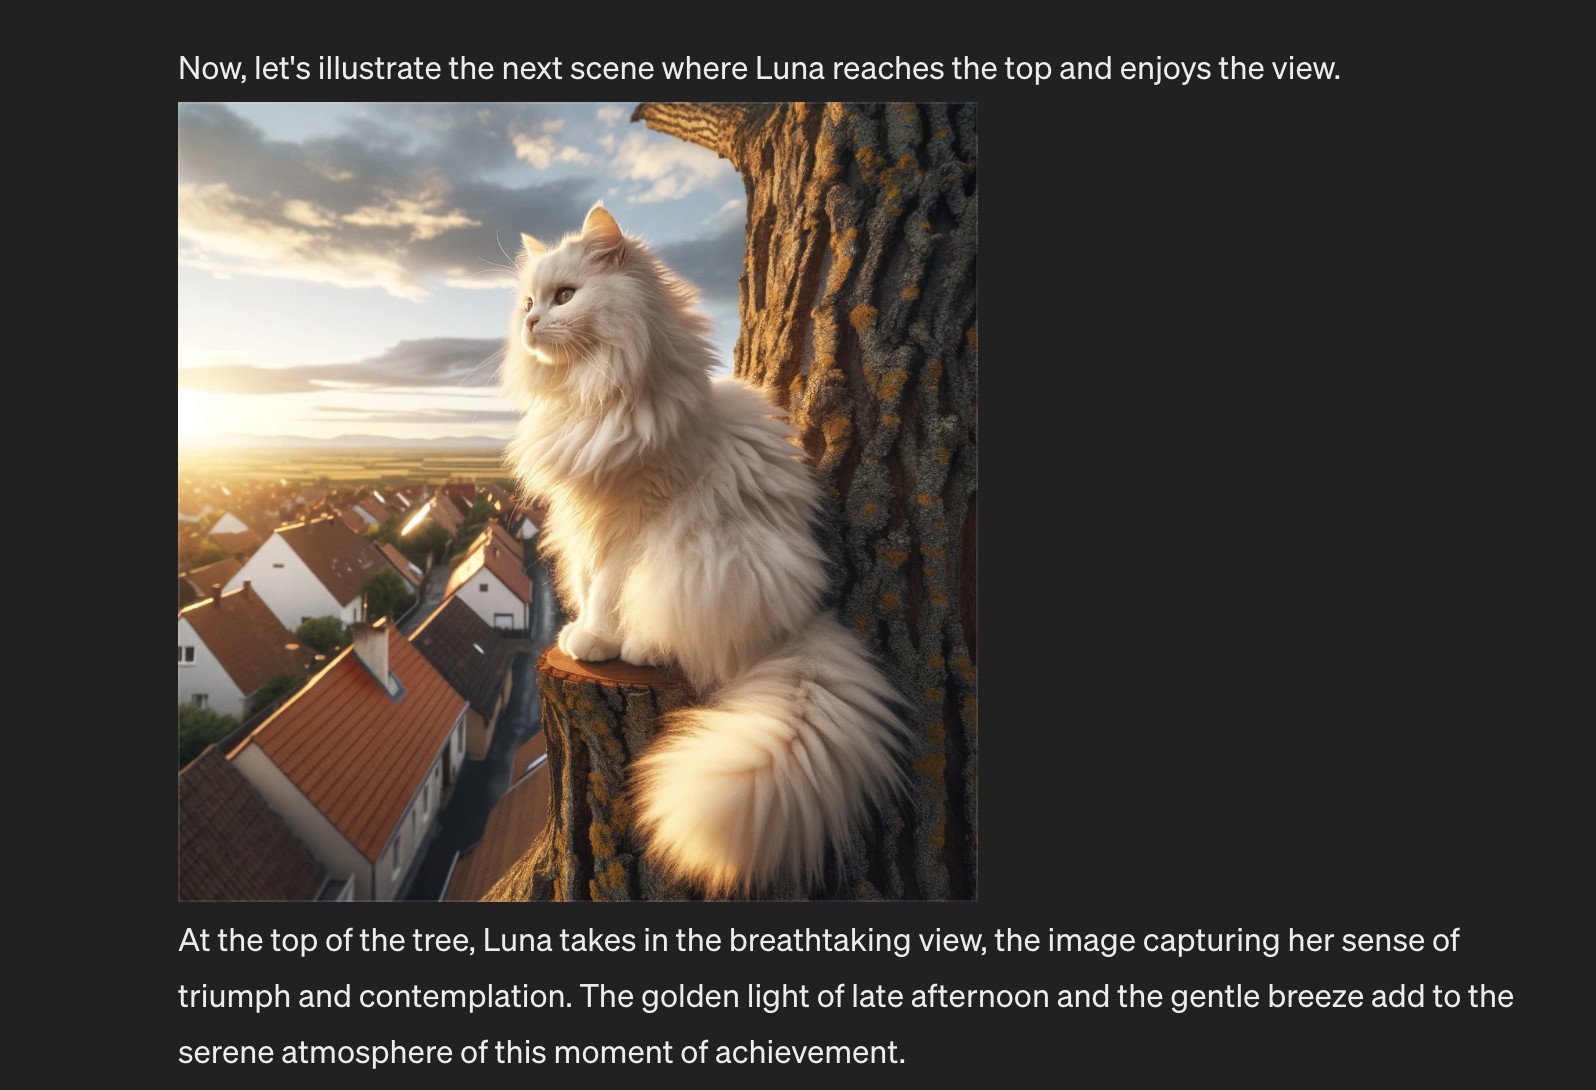 Now, let's illustrate the next scene where Luna reaches the top and enjoys the view.
At the top of the tree, Luna takes in the breathtaking view, the image capturing her sense of
triumph and contemplation. The golden light of late afternoon and the gentle breeze add to the
serene atmosphere of this moment of achievement.